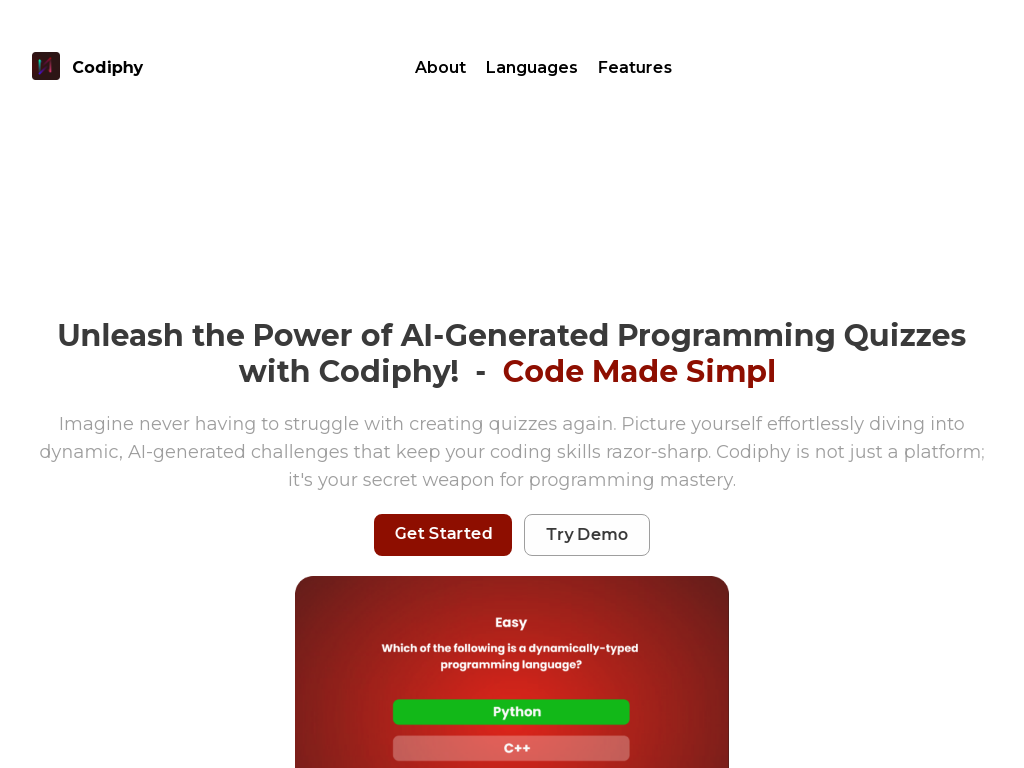 Codiphy
About Languages Features
Unleash the Power of AI-Generated Programming Quizzes
with Codiphy! - Code Made Simpl
Imagine never having to struggle with creating quizzes again. Picture yourself effortlessly diving into
dynamic, AI-generated challenges that keep your coding skills razor-sharp. Codiphy is not just a platform;
it's your secret weapon for programming mastery.
Get Started
Try Demo
Easy
Which of the following is a dynamically-typed
programming language?
Python
C++